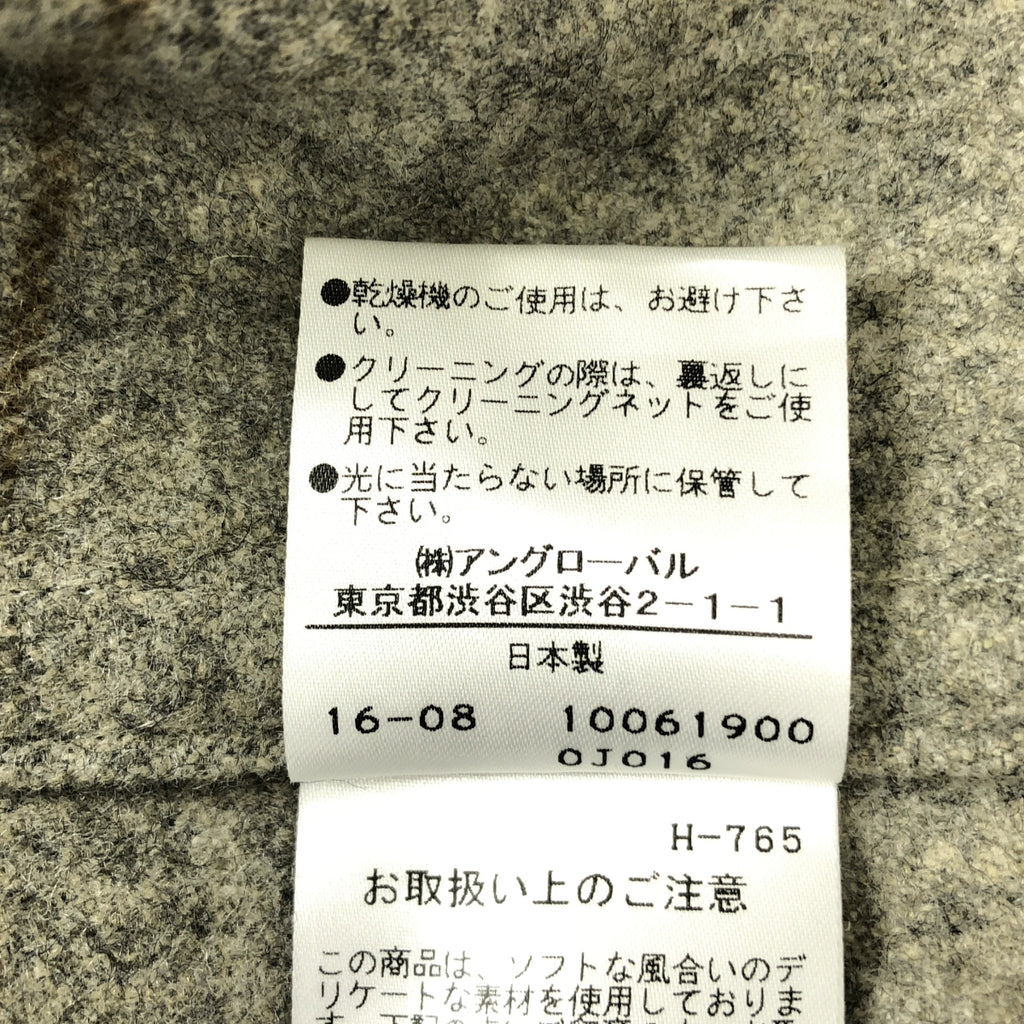 ●乾燥機のご使用は、お避け下さ
い。
●クリーニングの際は、裏返しに
してクリーニングネットをご使
用下さい。
●光に当たらない場所に保管して
下さい。
㈱アングローバル
東京都渋谷区渋谷2-1-1
日本製
16-08 10061900
0J016
H-765
お取扱い上のご注意
この商品は、ソフトな風合いのデ
リケートな素材を使用しておりま